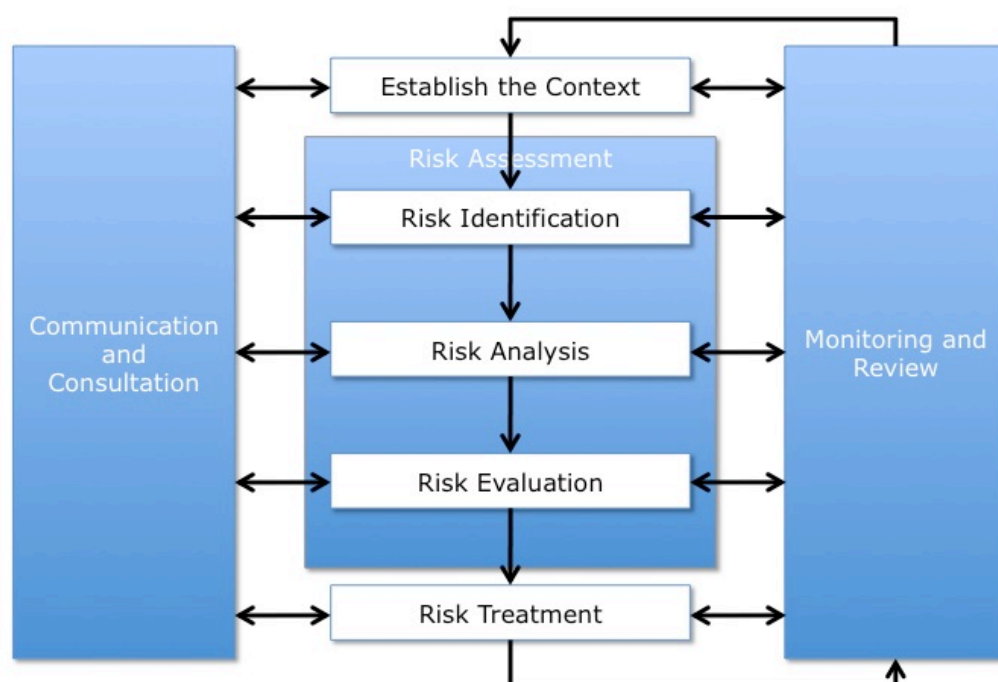 Establish the Context
Risk Assessment
Risk Identification
Communication
and
Consultation
Risk Analysis
Monitoring and
Review
Risk Evaluation
Risk Treatment